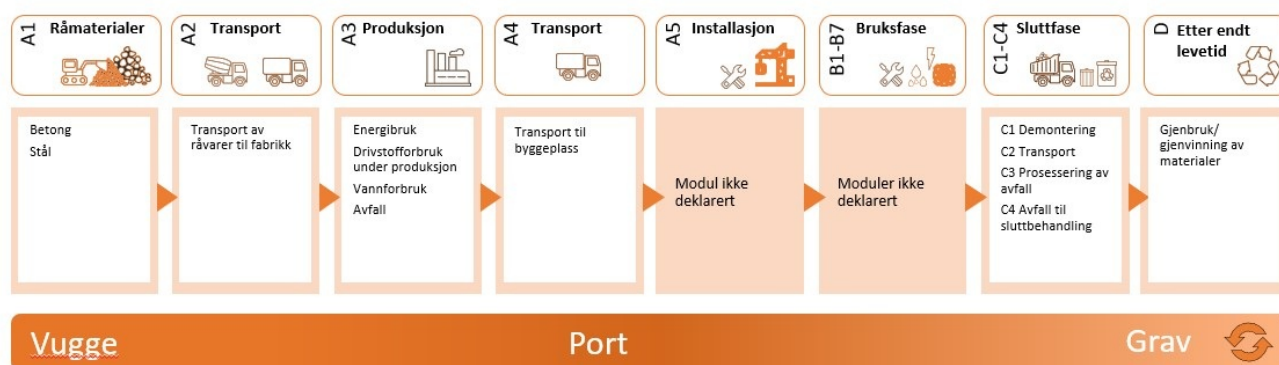 A1
Råmaterialer
A2
Transport
A3
Produksjon
A4
Transport
A5
Installasjon
B1-B7
Bruksfase
C1-C4
Sluttfase
D
Etter endt
levetid
Betong
Stål
Transport av
råvarer til fabrikk
Energibruk
Drivstofforbruk
under produksjon
Vannforbruk
Avfall
Transport til
byggeplass
Modul ikke
deklarert
Moduler ikke
deklarert
C1 Demontering
C2 Transport
C3 Prosessering av
avfall
C4 Avfall til
sluttbehandling
Gjenbruk/
gjenvinning av
materialer
Vugge
Port
Grav